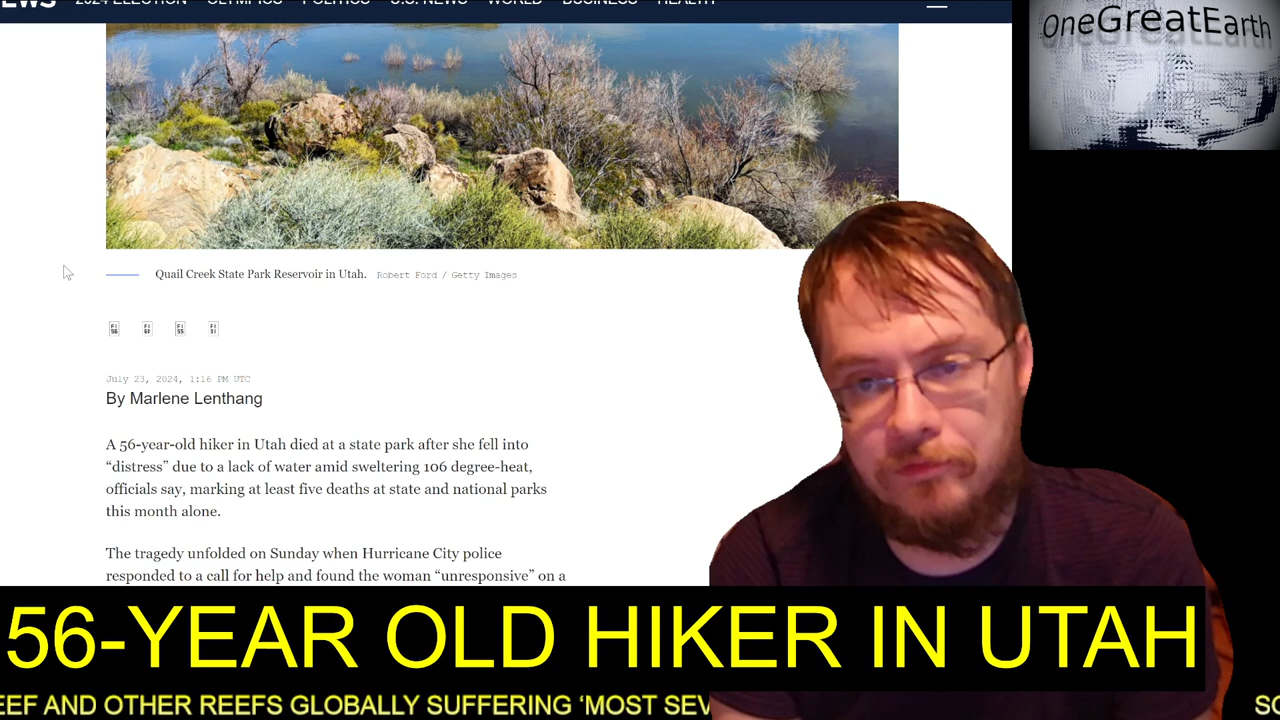 EWS 2024 ELECTION OLYMPICS POLITICS U.S. NEWS WORLD BUSINESS HEALTH
OneGreatEarth
Quail Creek State Park Reservoir in Utah. Robert Ford / Getty Images
July 23, 2024, 1:16 PM UTC
By Marlene Lenthang
A 56-year-old hiker in Utah died at a state park after she fell into
“distress” due to a lack of water amid sweltering 106 degree-heat,
officials say, marking at least five deaths at state and national parks
this month alone.
The tragedy unfolded on Sunday when Hurricane City police
responded to a call for help and found the woman “unresponsive” on a
56-YEAR OLD HIKER IN UTAH
EEF AND OTHER REEFS GLOBALLY SUFFERING ‘MOST SEV